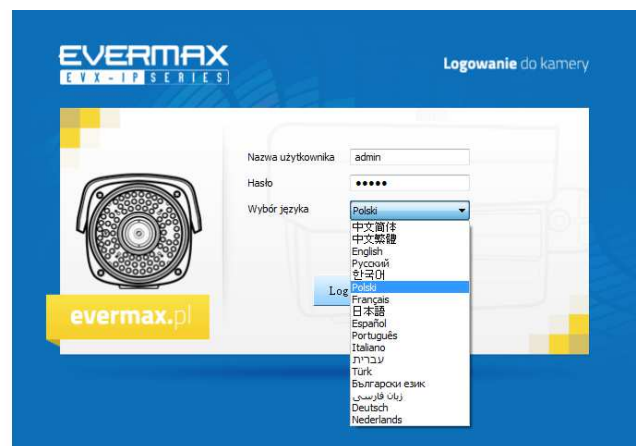 EVERMAX
EVX-IP SERIES
Logowanie do kamery
Nazwa użytkownika admin
Hasło •••••
Wybór języka Polski
中文简体
中文繁體
English
Русский
한국어
Polski
Log
Français
日本語
Español
Português
Italiano
עברית
Türk
Български език
زبان فارسی
Deutsch
Nederlands
evermax.pl